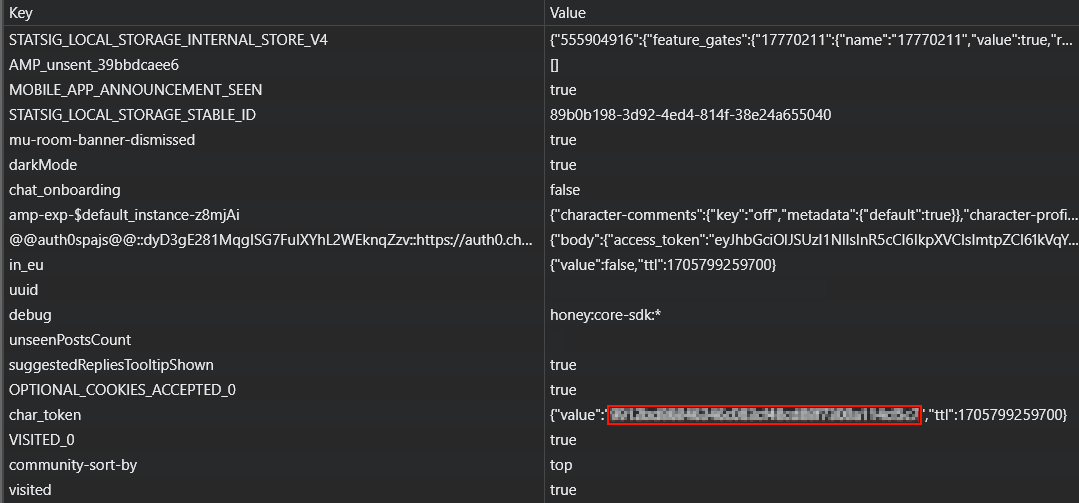 Key Value
STATSIG_LOCAL_STORAGE_INTERNAL_STORE_V4 {"555904916":{"feature_gates":{"17770211":{"name":"17770211","value":true,"r...
AMP_unsent_39bbdcaee6 []
MOBILE_APP_ANNOUNCEMENT_SEEN true
STATSIG_LOCAL_STORAGE_STABLE_ID 89b0b198-3d92-4ed4-814f-38e24a655040
mu-room-banner-dismissed true
darkMode true
chat_onboarding false
amp-exp-$default_instance-z8mjAi {"character-comments":{"key":"off","metadata":{"default":true}},"character-profi...
@@auth0spajs@@::dyD3gE281MqgISG7FuIXYhL2WEknqZzv::https://auth0.ch... {"body":{"access_token":"eyJhbGciOiJSUzI1NiIsInR5cCI6IkpXVCIsImtpZCI6IkVqY...
in_eu {"value":false,"ttl":1705799259700}
uuid
debug honey:core-sdk:*
unseenPostsCount
suggestedRepliesTooltipShown true
OPTIONAL_COOKIES_ACCEPTED_0 true
char_token {"value":" ","ttl":1705799259700}
VISITED_0 true
community-sort-by top
visited true